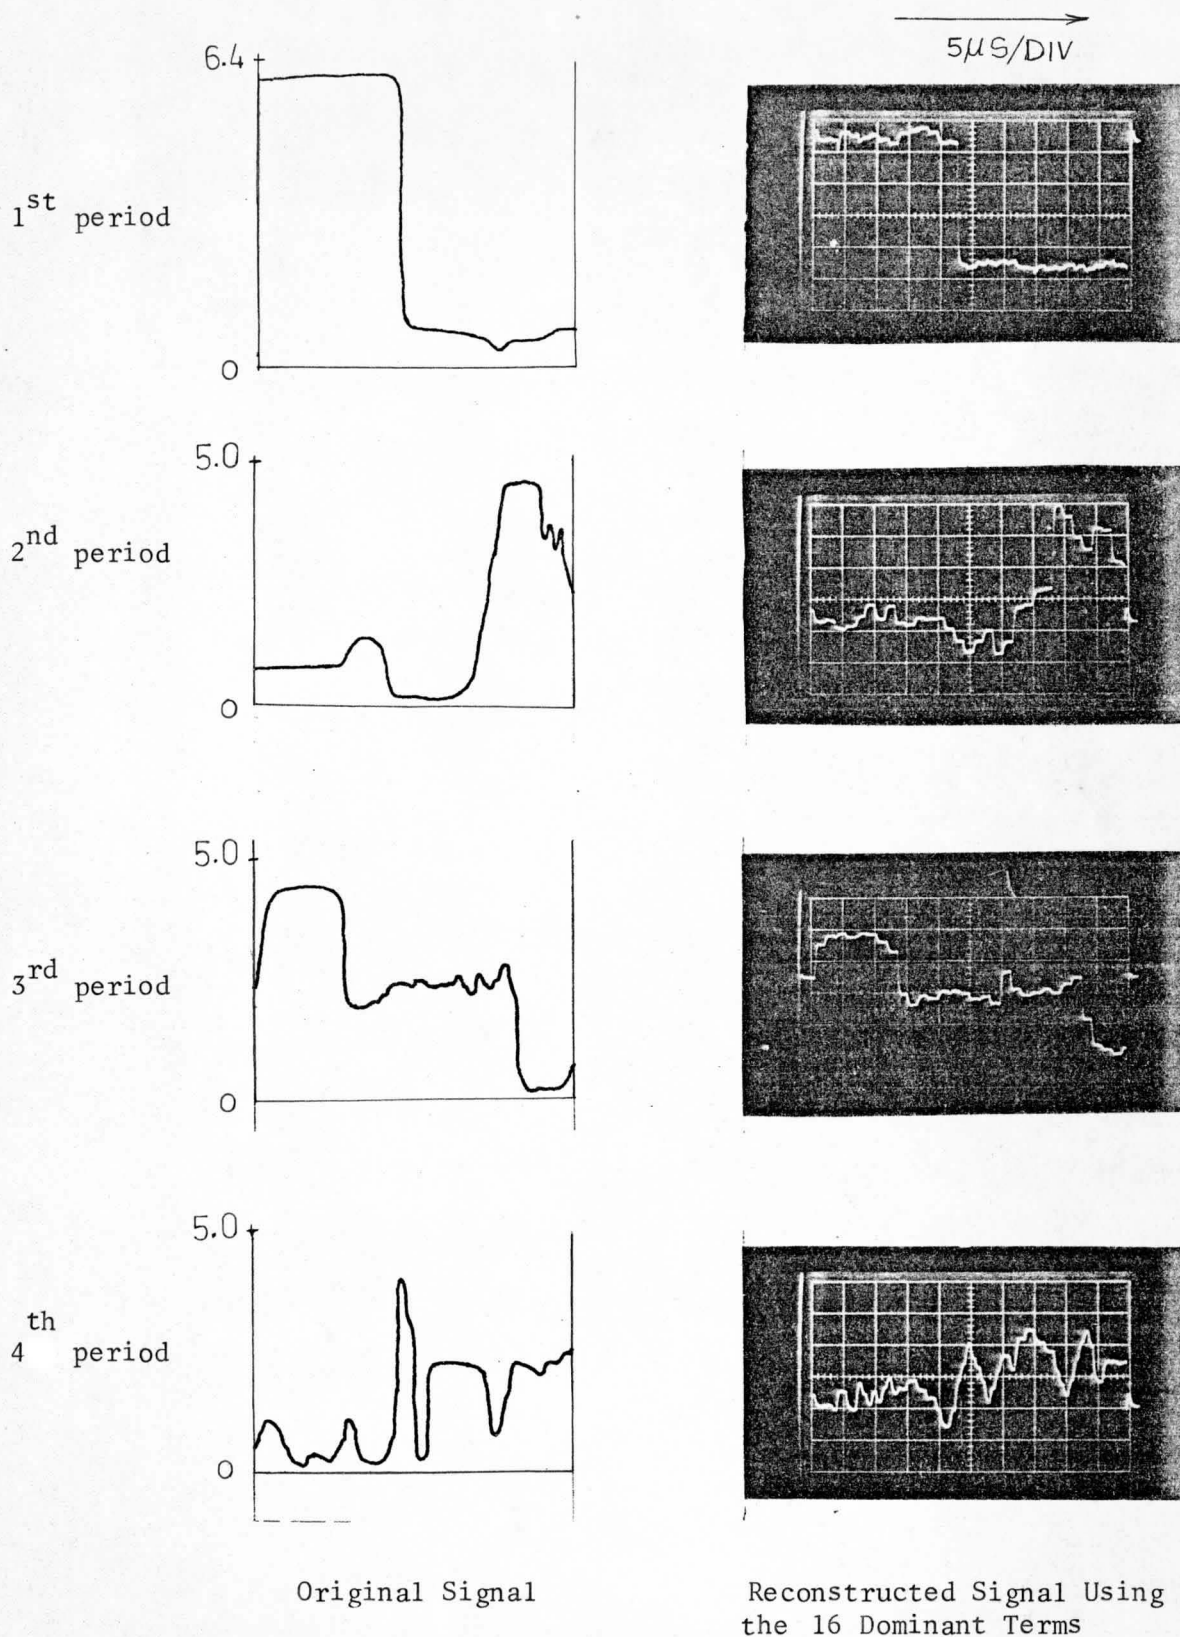 5μS/DIV
6.4
1st period
0
5.0
2nd period
0
5.0
3rd period
0
5.0
4th period
0
Original Signal
Reconstructed Signal Using
the 16 Dominant Terms